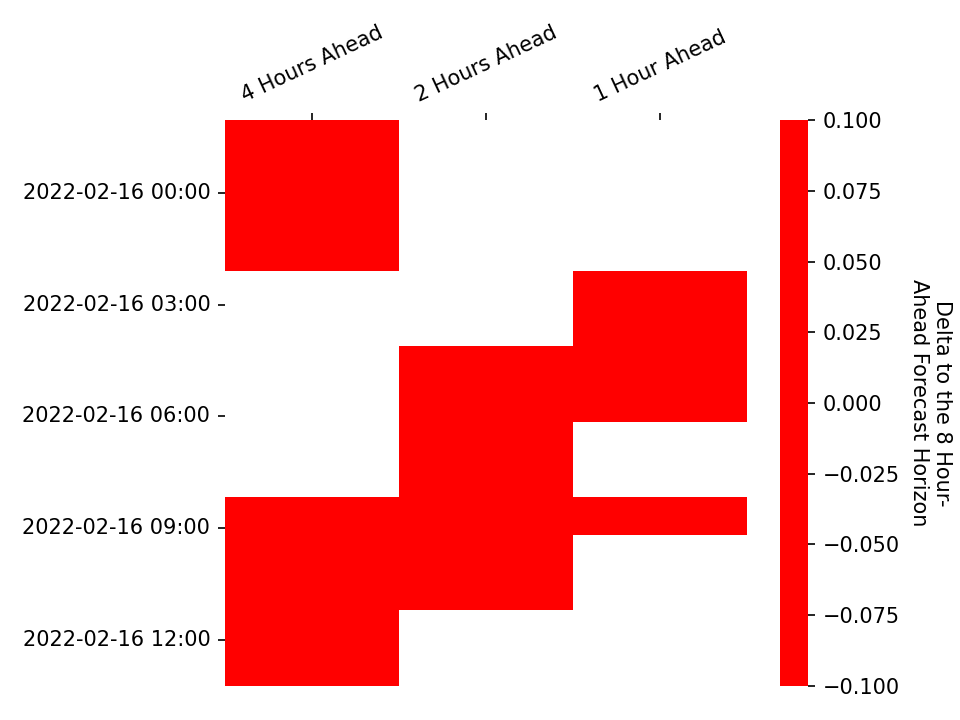 4 Hours Ahead
2 Hours Ahead
1 Hour Ahead
2022-02-16 00:00
2022-02-16 03:00
2022-02-16 06:00
2022-02-16 09:00
2022-02-16 12:00
0.100
0.075
0.050
0.025
0.000
−0.025
−0.050
−0.075
−0.100
Delta to the 8 Hour-
Ahead Forecast Horizon